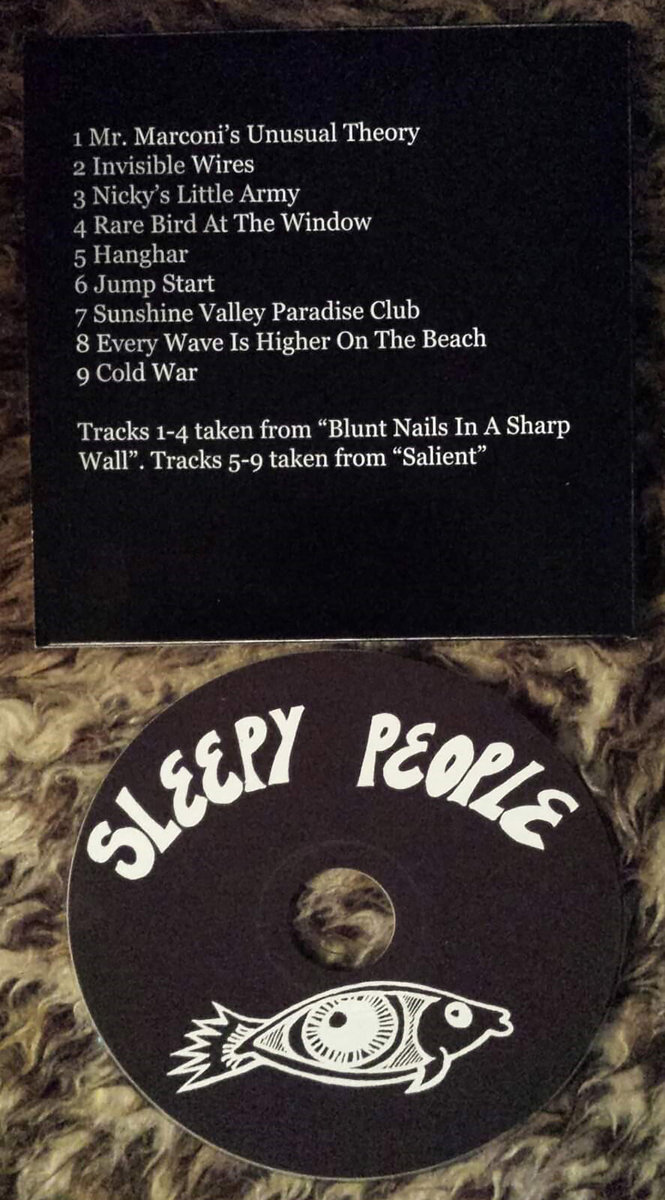 1 Mr. Marconi's Unusual Theory
2 Invisible Wires
3 Nicky's Little Army
4 Rare Bird At The Window
5 Hanghar
6 Jump Start
7 Sunshine Valley Paradise Club
8 Every Wave Is Higher On The Beach
9 Cold War
Tracks 1-4 taken from “Blunt Nails In A Sharp
Wall”. Tracks 5-9 taken from “Salient”
SLEEPY PEOPLE